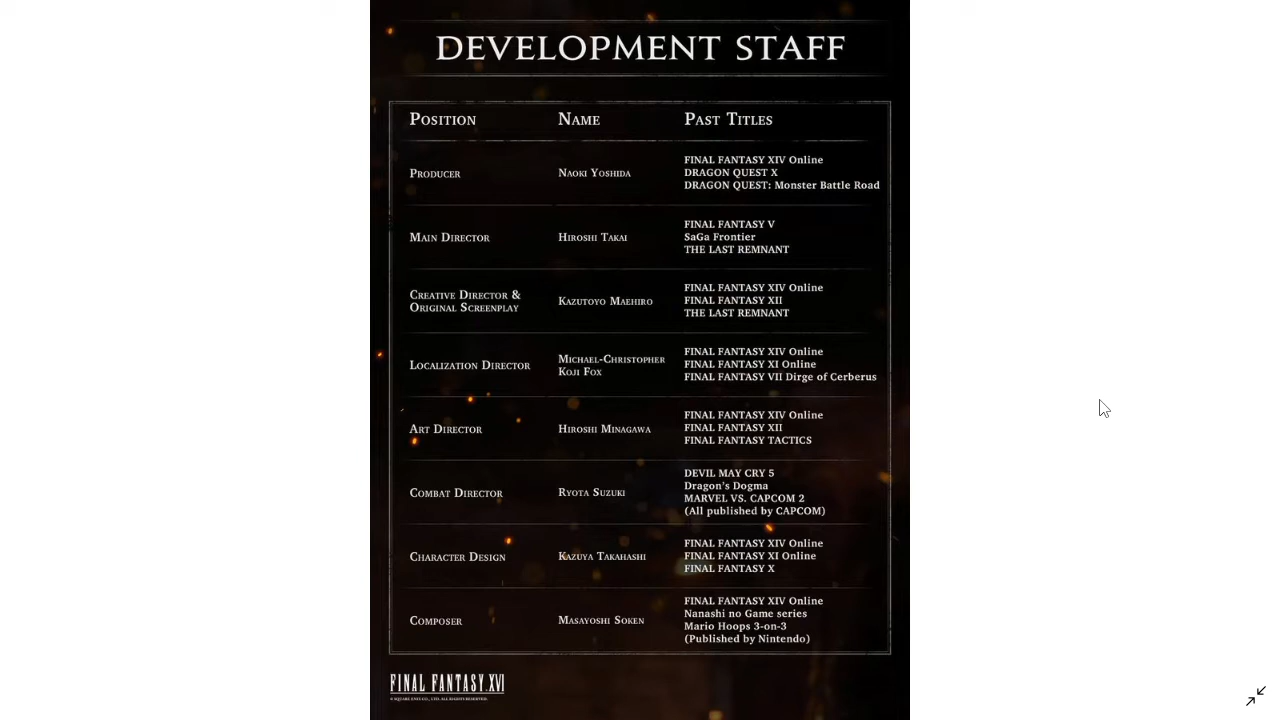 DEVELOPMENT STAFF
Position Name Past Titles
Producer Naoki Yoshida
FINAL FANTASY XIV Online
DRAGON QUEST X
DRAGON QUEST: Monster Battle Road
Main Director Hiroshi Takai
FINAL FANTASY V
SaGa Frontier
THE LAST REMNANT
Creative Director &
Original Screenplay
Kazutoyo Maehiro
FINAL FANTASY XIV Online
FINAL FANTASY XII
THE LAST REMNANT
Localization Director
Michael-Christopher
Koji Fox
FINAL FANTASY XIV Online
FINAL FANTASY XI Online
FINAL FANTASY VII Dirge of Cerberus
Art Director Hiroshi Minagawa
FINAL FANTASY XIV Online
FINAL FANTASY XII
FINAL FANTASY TACTICS
Combat Director Ryota Suzuki
DEVIL MAY CRY 5
Dragon's Dogma
MARVEL VS. CAPCOM 2
(All published by CAPCOM)
Character Design Kazuya Takahashi
FINAL FANTASY XIV Online
FINAL FANTASY XI Online
FINAL FANTASY X
Composer Masayoshi Soken
FINAL FANTASY XIV Online
Nanashi no Game series
Mario Hoops 3-on-3
(Published by Nintendo)
FINAL FANTASY XVI
© SQUARE ENIX CO., LTD. ALL RIGHTS RESERVED.